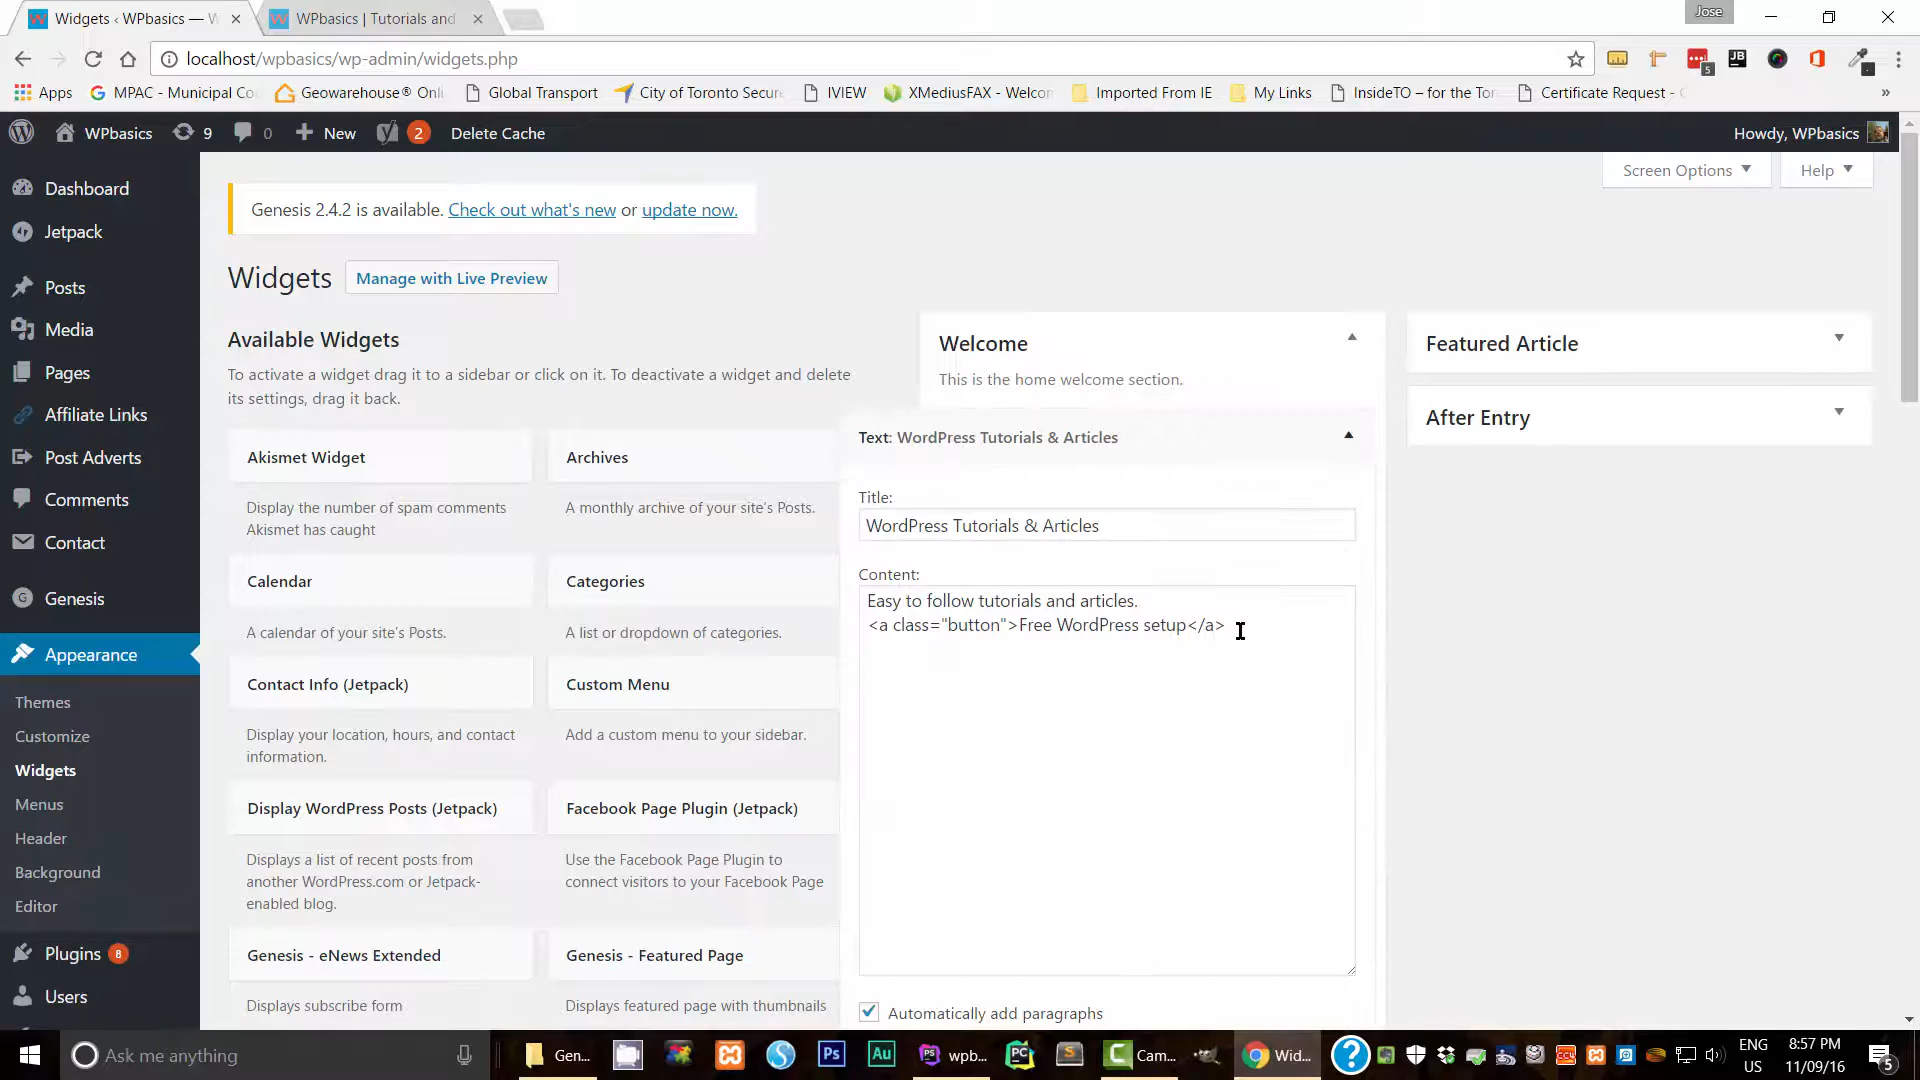 Widgets ‹ WPbasics — W
WPbasics | Tutorials and
Jose
localhost/wpbasics/wp-admin/widgets.php
5
JB
Apps
MPAC - Municipal Co
Geowarehouse® Onli
Global Transport
City of Toronto Secure
IVIEW
XMediusFAX - Welcon
Imported From IE
My Links
InsideTO – for the Tor
Certificate Request -
»
WPbasics
9
0
New
2
Delete Cache
Howdy, WPbasics
Screen Options
Help
Dashboard
Jetpack
Posts
Media
Pages
Affiliate Links
Post Adverts
Comments
Contact
Genesis
Appearance
Themes
Customize
Widgets
Menus
Header
Background
Editor
Plugins 8
Users
Genesis 2.4.2 is available. Check out what's new or update now.
Widgets
Manage with Live Preview
Available Widgets
To activate a widget drag it to a sidebar or click on it. To deactivate a widget and delete
its settings, drag it back.
Akismet Widget
Display the number of spam comments
Akismet has caught
Archives
A monthly archive of your site's Posts.
Calendar
A calendar of your site's Posts.
Categories
A list or dropdown of categories.
Contact Info (Jetpack)
Display your location, hours, and contact
information.
Custom Menu
Add a custom menu to your sidebar.
Display WordPress Posts (Jetpack)
Displays a list of recent posts from
another WordPress.com or Jetpack-
enabled blog.
Facebook Page Plugin (Jetpack)
Use the Facebook Page Plugin to
connect visitors to your Facebook Page
Genesis - eNews Extended
Displays subscribe form
Genesis - Featured Page
Displays featured page with thumbnails
Welcome
This is the home welcome section.
Text: WordPress Tutorials & Articles
Title:
WordPress Tutorials & Articles
Content:
Easy to follow tutorials and articles.
<a class="button">Free WordPress setup</a>
Automatically add paragraphs
Featured Article
After Entry
Ask me anything
Gen...
Ps
Au
wpb...
PC
Cam...
Wid...
ENG
US
8:57 PM
11/09/16
5